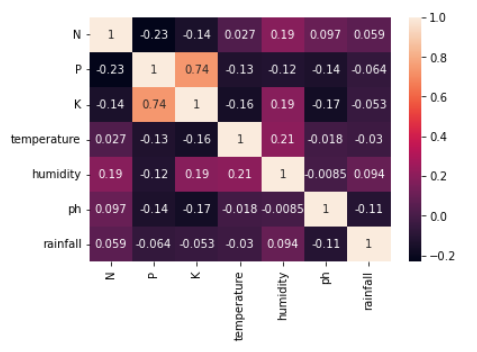 N 1 -0.23 -0.14 0.027 0.19 0.097 0.059
P -0.23 1 0.74 -0.13 -0.12 -0.14 -0.064
K -0.14 0.74 1 -0.16 0.19 -0.17 -0.053
temperature 0.027 -0.13 -0.16 1 0.21 -0.018 -0.03
humidity 0.19 -0.12 0.19 0.21 1 -0.0085 0.094
ph 0.097 -0.14 -0.17 -0.018 -0.0085 1 -0.11
rainfall 0.059 -0.064 -0.053 -0.03 0.094 -0.11 1
N P K temperature humidity ph rainfall
1.0
0.8
0.6
0.4
0.2
0.0
-0.2